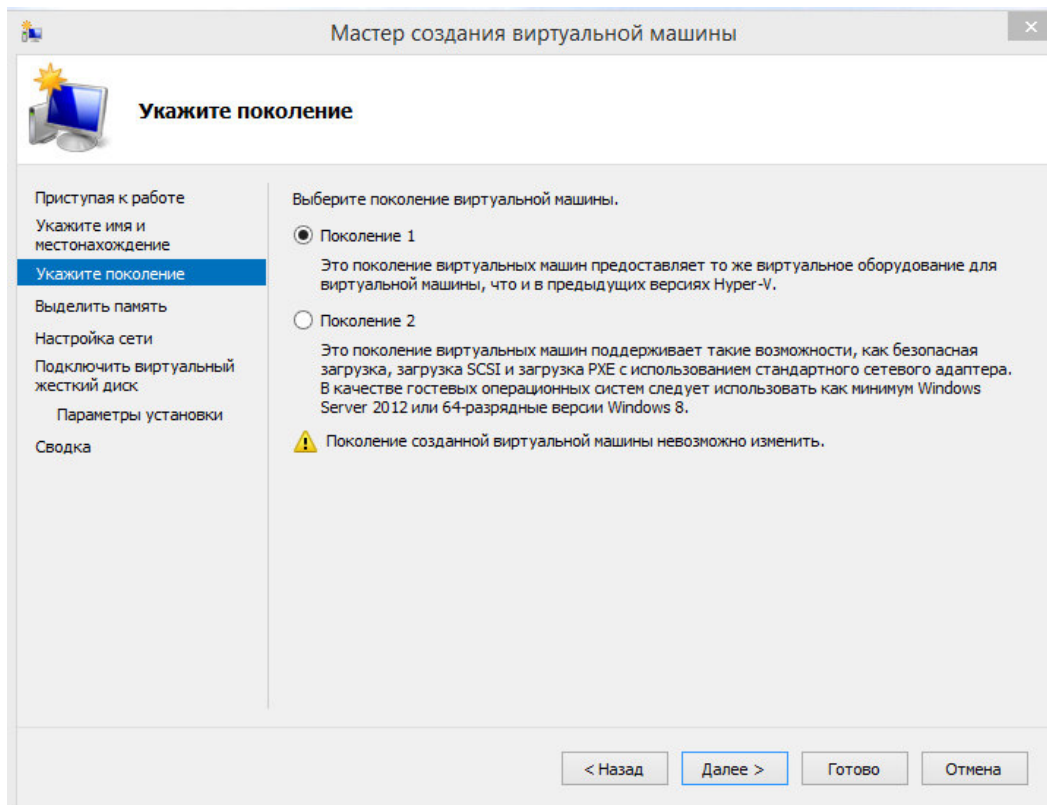 Мастер создания виртуальной машины
Укажите поколение
Приступая к работе
Укажите имя и
местонахождение
Укажите поколение
Выделить память
Настройка сети
Подключить виртуальный
жесткий диск
Параметры установки
Сводка
Выберите поколение виртуальной машины.
Поколение 1
Это поколение виртуальных машин предоставляет то же виртуальное оборудование для
виртуальной машины, что и в предыдущих версиях Hyper-V.
Поколение 2
Это поколение виртуальных машин поддерживает такие возможности, как безопасная
загрузка, загрузка SCSI и загрузка PXE с использованием стандартного сетевого адаптера.
В качестве гостевых операционных систем следует использовать как минимум Windows
Server 2012 или 64-разрядные версии Windows 8.
Поколение созданной виртуальной машины невозможно изменить.
< Назад
Далее >
Готово
Отмена